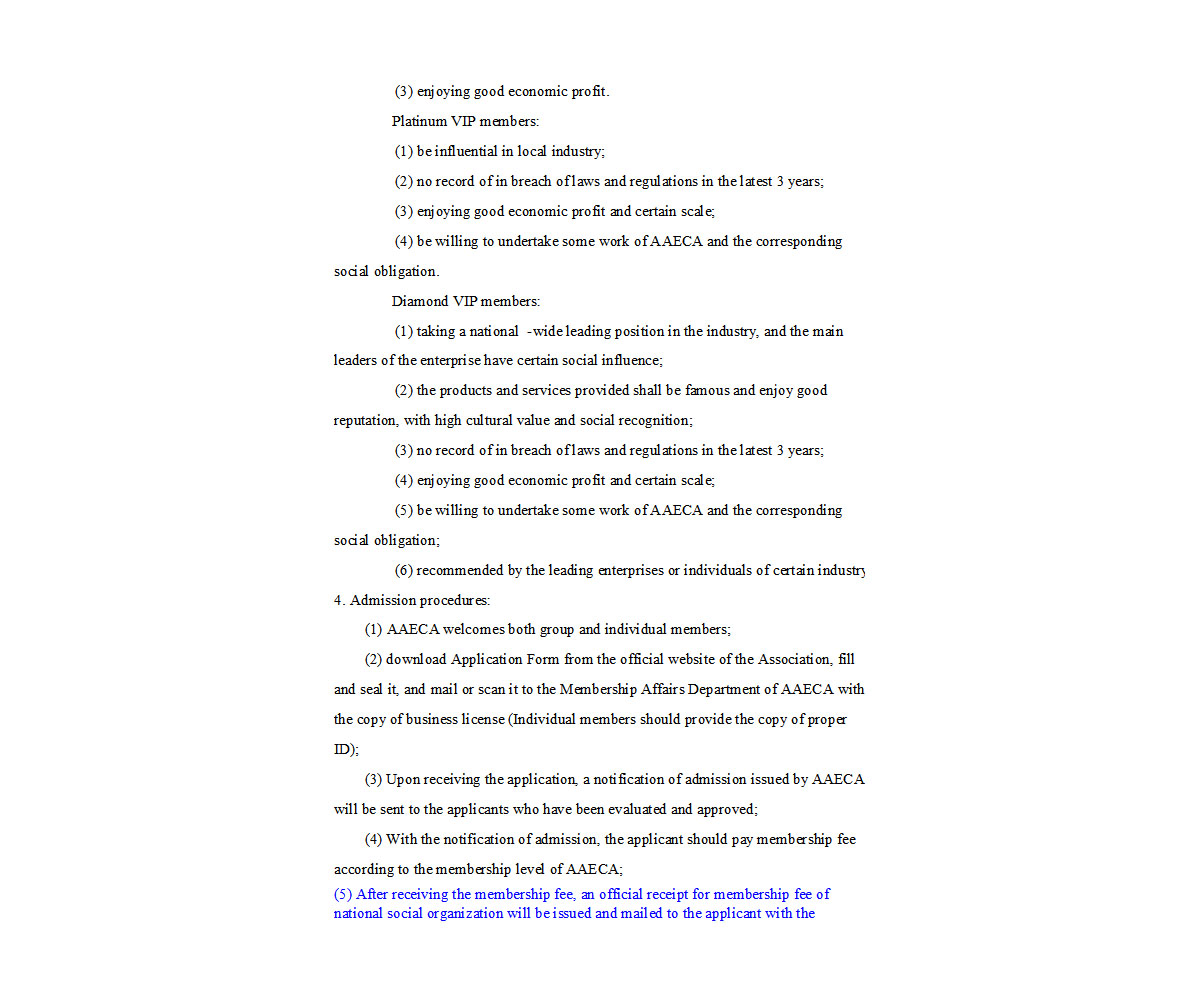 (3) enjoying good economic profit.
Platinum VIP members:
(1) be influential in local industry;
(2) no record of in breach of laws and regulations in the latest 3 years;
(3) enjoying good economic profit and certain scale;
(4) be willing to undertake some work of AAECA and the corresponding
social obligation.
Diamond VIP members:
(1) taking a national -wide leading position in the industry, and the main
leaders of the enterprise have certain social influence;
(2) the products and services provided shall be famous and enjoy good
reputation, with high cultural value and social recognition;
(3) no record of in breach of laws and regulations in the latest 3 years;
(4) enjoying good economic profit and certain scale;
(5) be willing to undertake some work of AAECA and the corresponding
social obligation;
(6) recommended by the leading enterprises or individuals of certain industry
4. Admission procedures:
(1) AAECA welcomes both group and individual members;
(2) download Application Form from the official website of the Association, fill
and seal it, and mail or scan it to the Membership Affairs Department of AAECA with
the copy of business license (Individual members should provide the copy of proper
ID);
(3) Upon receiving the application, a notification of admission issued by AAECA
will be sent to the applicants who have been evaluated and approved;
(4) With the notification of admission, the applicant should pay membership fee
according to the membership level of AAECA;
(5) After receiving the membership fee, an official receipt for membership fee of
national social organization will be issued and mailed to the applicant with the